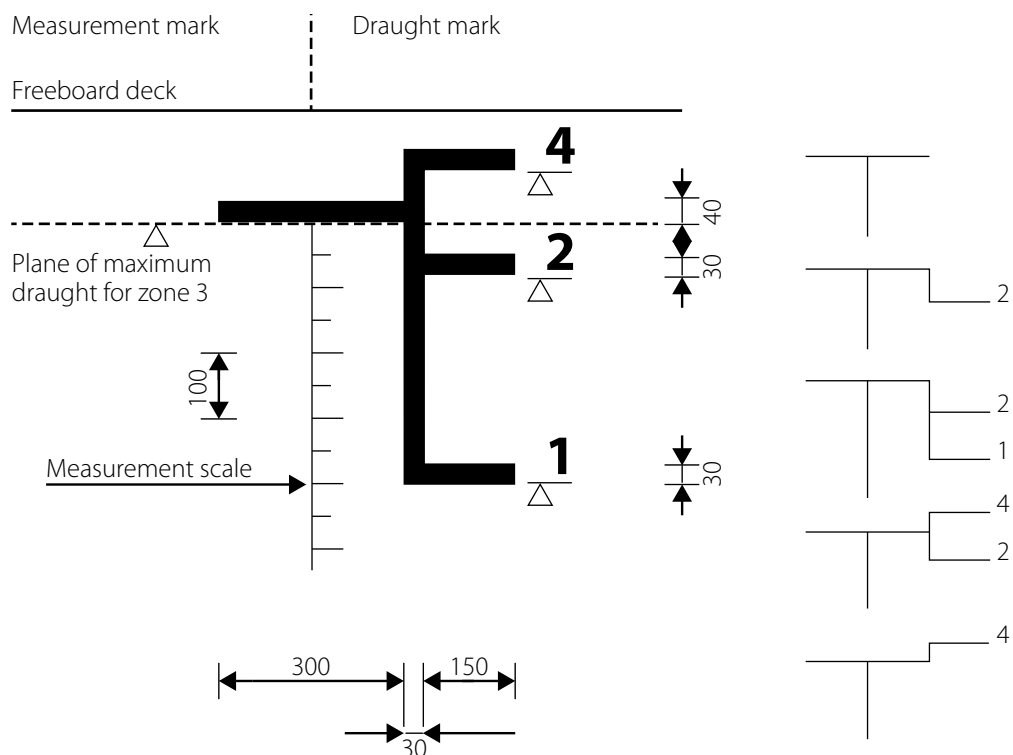 Measurement mark
Draught mark
Freeboard deck
4
40
Plane of maximum
draught for zone 3
2
30
100
Measurement scale
1
30
300
150
30
2
2
1
4
2
4